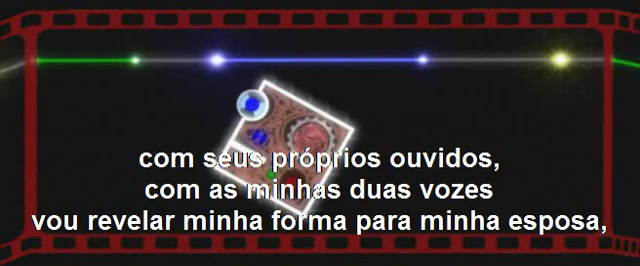 com seus próprios ouvidos,
com as minhas duas vozes
vou revelar minha forma para minha esposa,